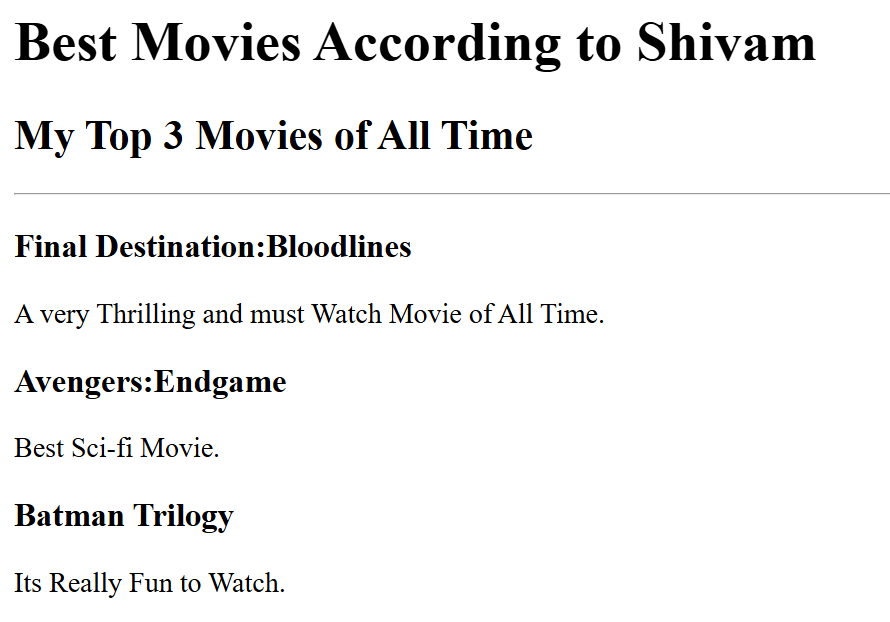 Best Movies According to Shivam
My Top 3 Movies of All Time
Final Destination:Bloodlines
A very Thrilling and must Watch Movie of All Time.
Avengers:Endgame
Best Sci-fi Movie.
Batman Trilogy
Its Really Fun to Watch.